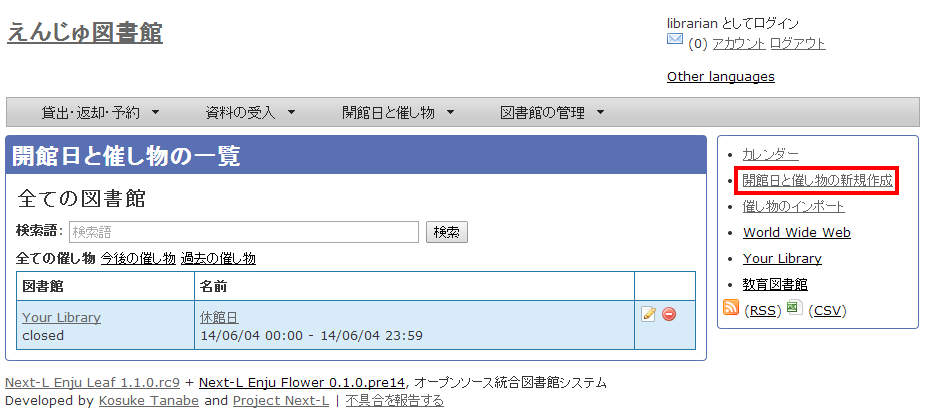 えんじゅ図書館
librarian としてログイン
(0) アカウント ログアウト
Other languages
貸出・返却・予約 ▼ 資料の受入 ▼ 開館日と催し物 ▼ 図書館の管理 ▼
開館日と催し物の一覧
全ての図書館
検索語: 検索語 検索
全ての催し物 今後の催し物 過去の催し物
図書館 名前
Your Library 休館日
closed 14/06/04 00:00 - 14/06/04 23:59
• カレンダー
• 開館日と催し物の新規作成
• 催し物のインポート
• World Wide Web
• Your Library
• 教育図書館
(RSS) (CSV)
Next-L Enju Leaf 1.1.0.rc9 + Next-L Enju Flower 0.1.0.pre14, オープンソース統合図書館システム
Developed by Kosuke Tanabe and Project Next-L | 不具合を報告する